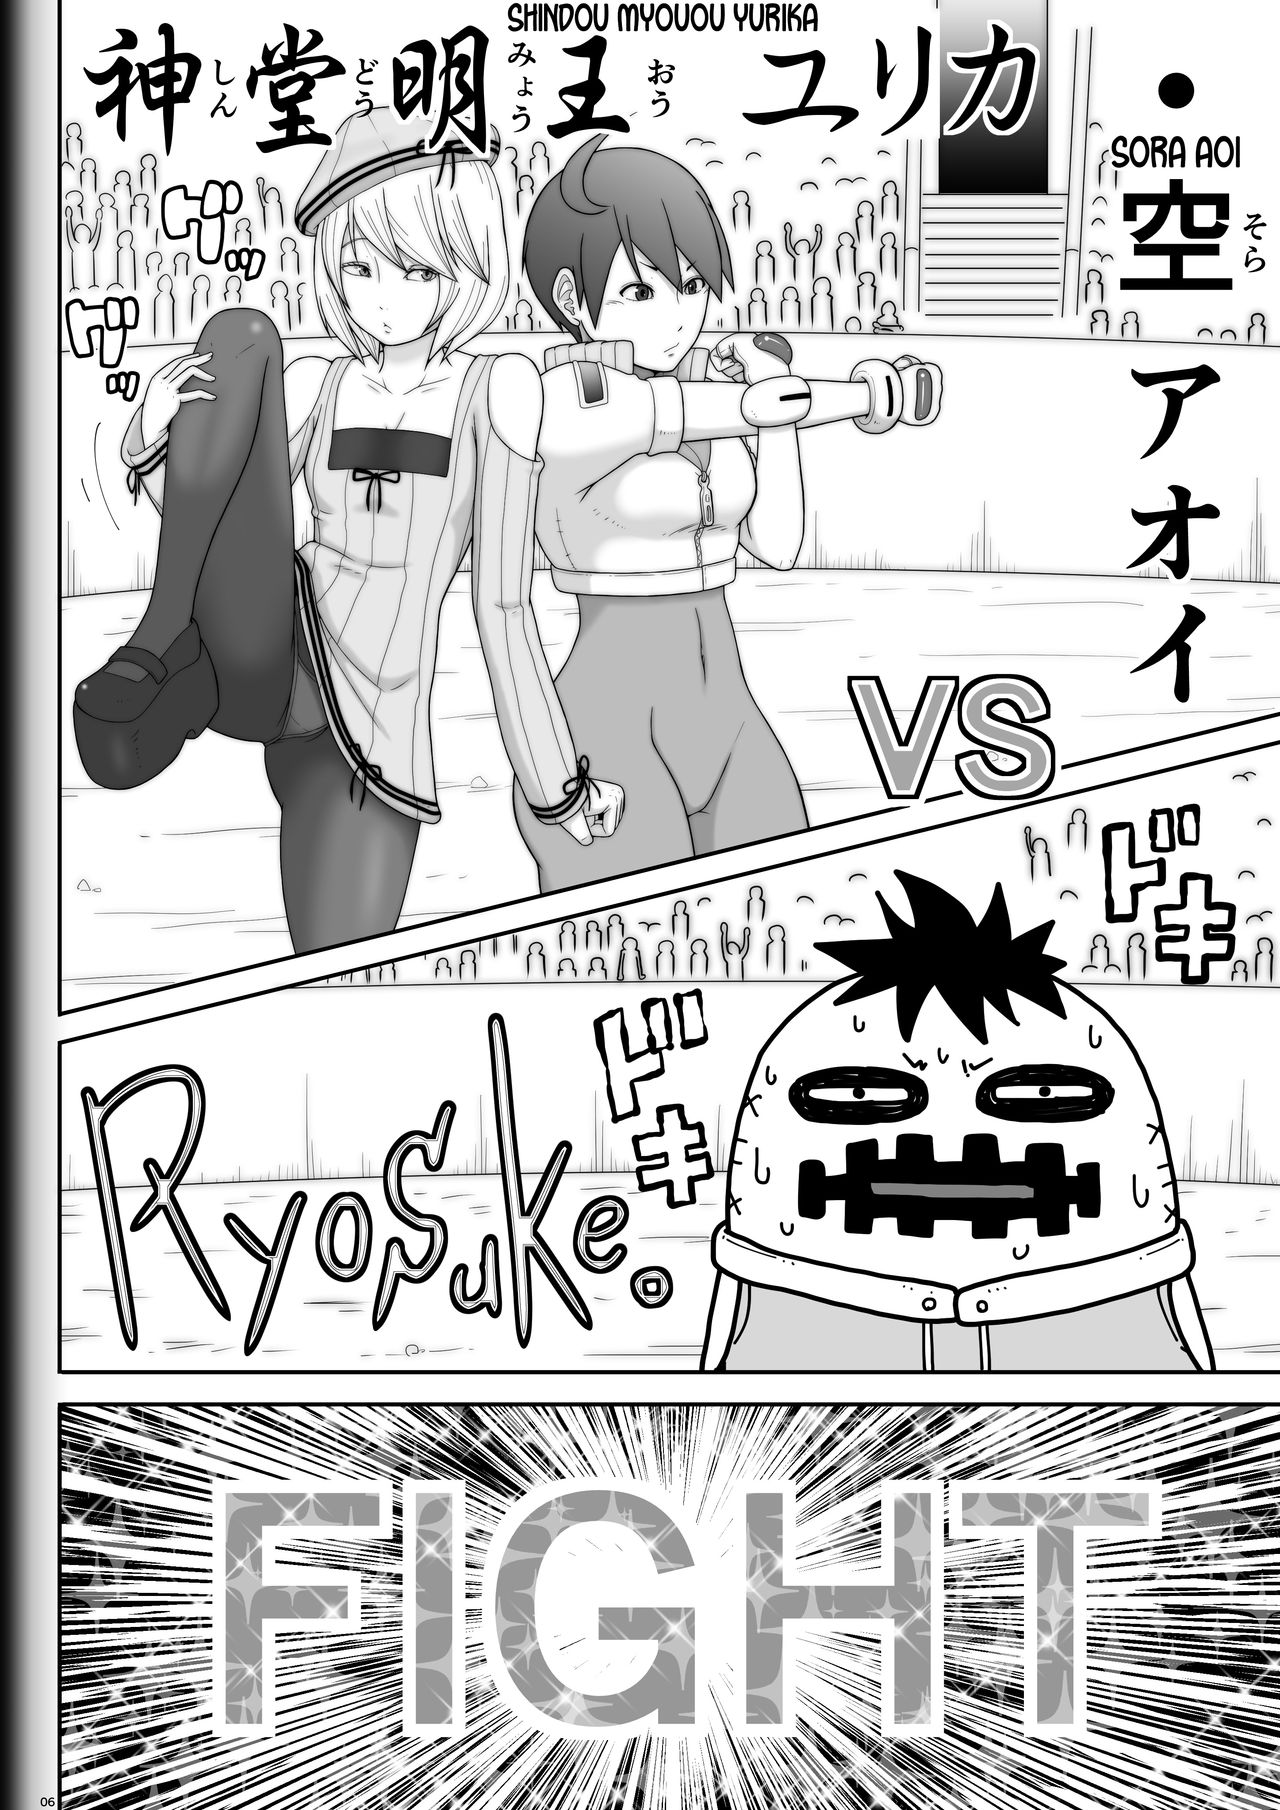 SHINDOU MYOUOU YURIKA
神堂明王 ユリカ・
しん どう みょう おう
SORA AOI
空 アオイ
そら
グッ
グッ
VS
ドキ
ドキ
Ryosuke。
FIGHT
06